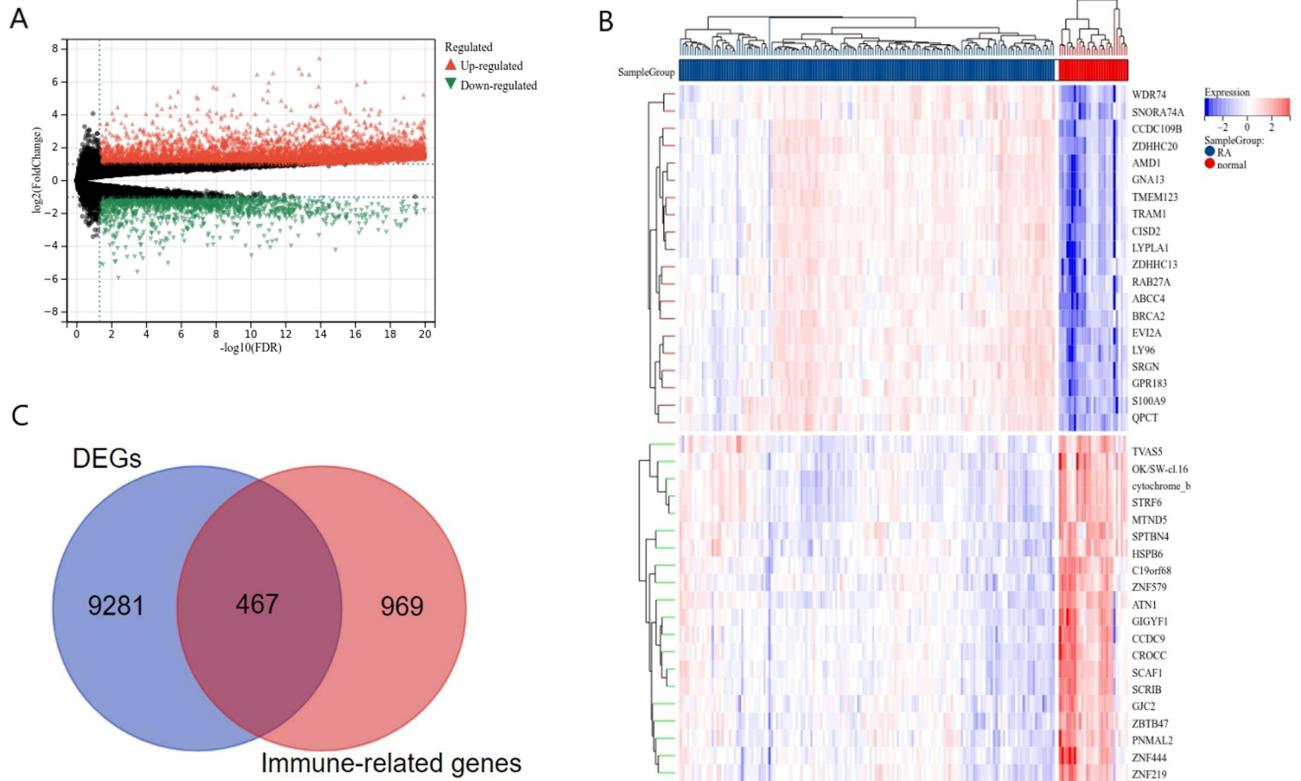 A
8
6
4
2
0
−2
−4
−6
−8
log2(FoldChange)
0 2 4 6 8 10 12 14 16 18 20
-log10(FDR)
Regulated
Up-regulated
Down-regulated
B
SampleGroup
WDR74
SNORA74A
CCDC109B
ZDHHC20
AMD1
GNA13
TMEM123
TRAM1
CISD2
LYPLA1
ZDHHC13
RAB27A
ABCC4
BRCA2
EVI2A
LY96
SRGN
GPR183
S100A9
QPCT
TVAS5
OK/SW-cl.16
cytochrome_b
STRF6
MTND5
SPTBN4
HSPB6
C19orf68
ZNF579
ATN1
GIGYF1
CCDC9
CROCC
SCAF1
SCRIB
GJC2
ZBTB47
PNMAL2
ZNF444
ZNF219
Expression
−2 0 2
SampleGroup:
RA
normal
C
DEGs
9281 467 969
Immune-related genes